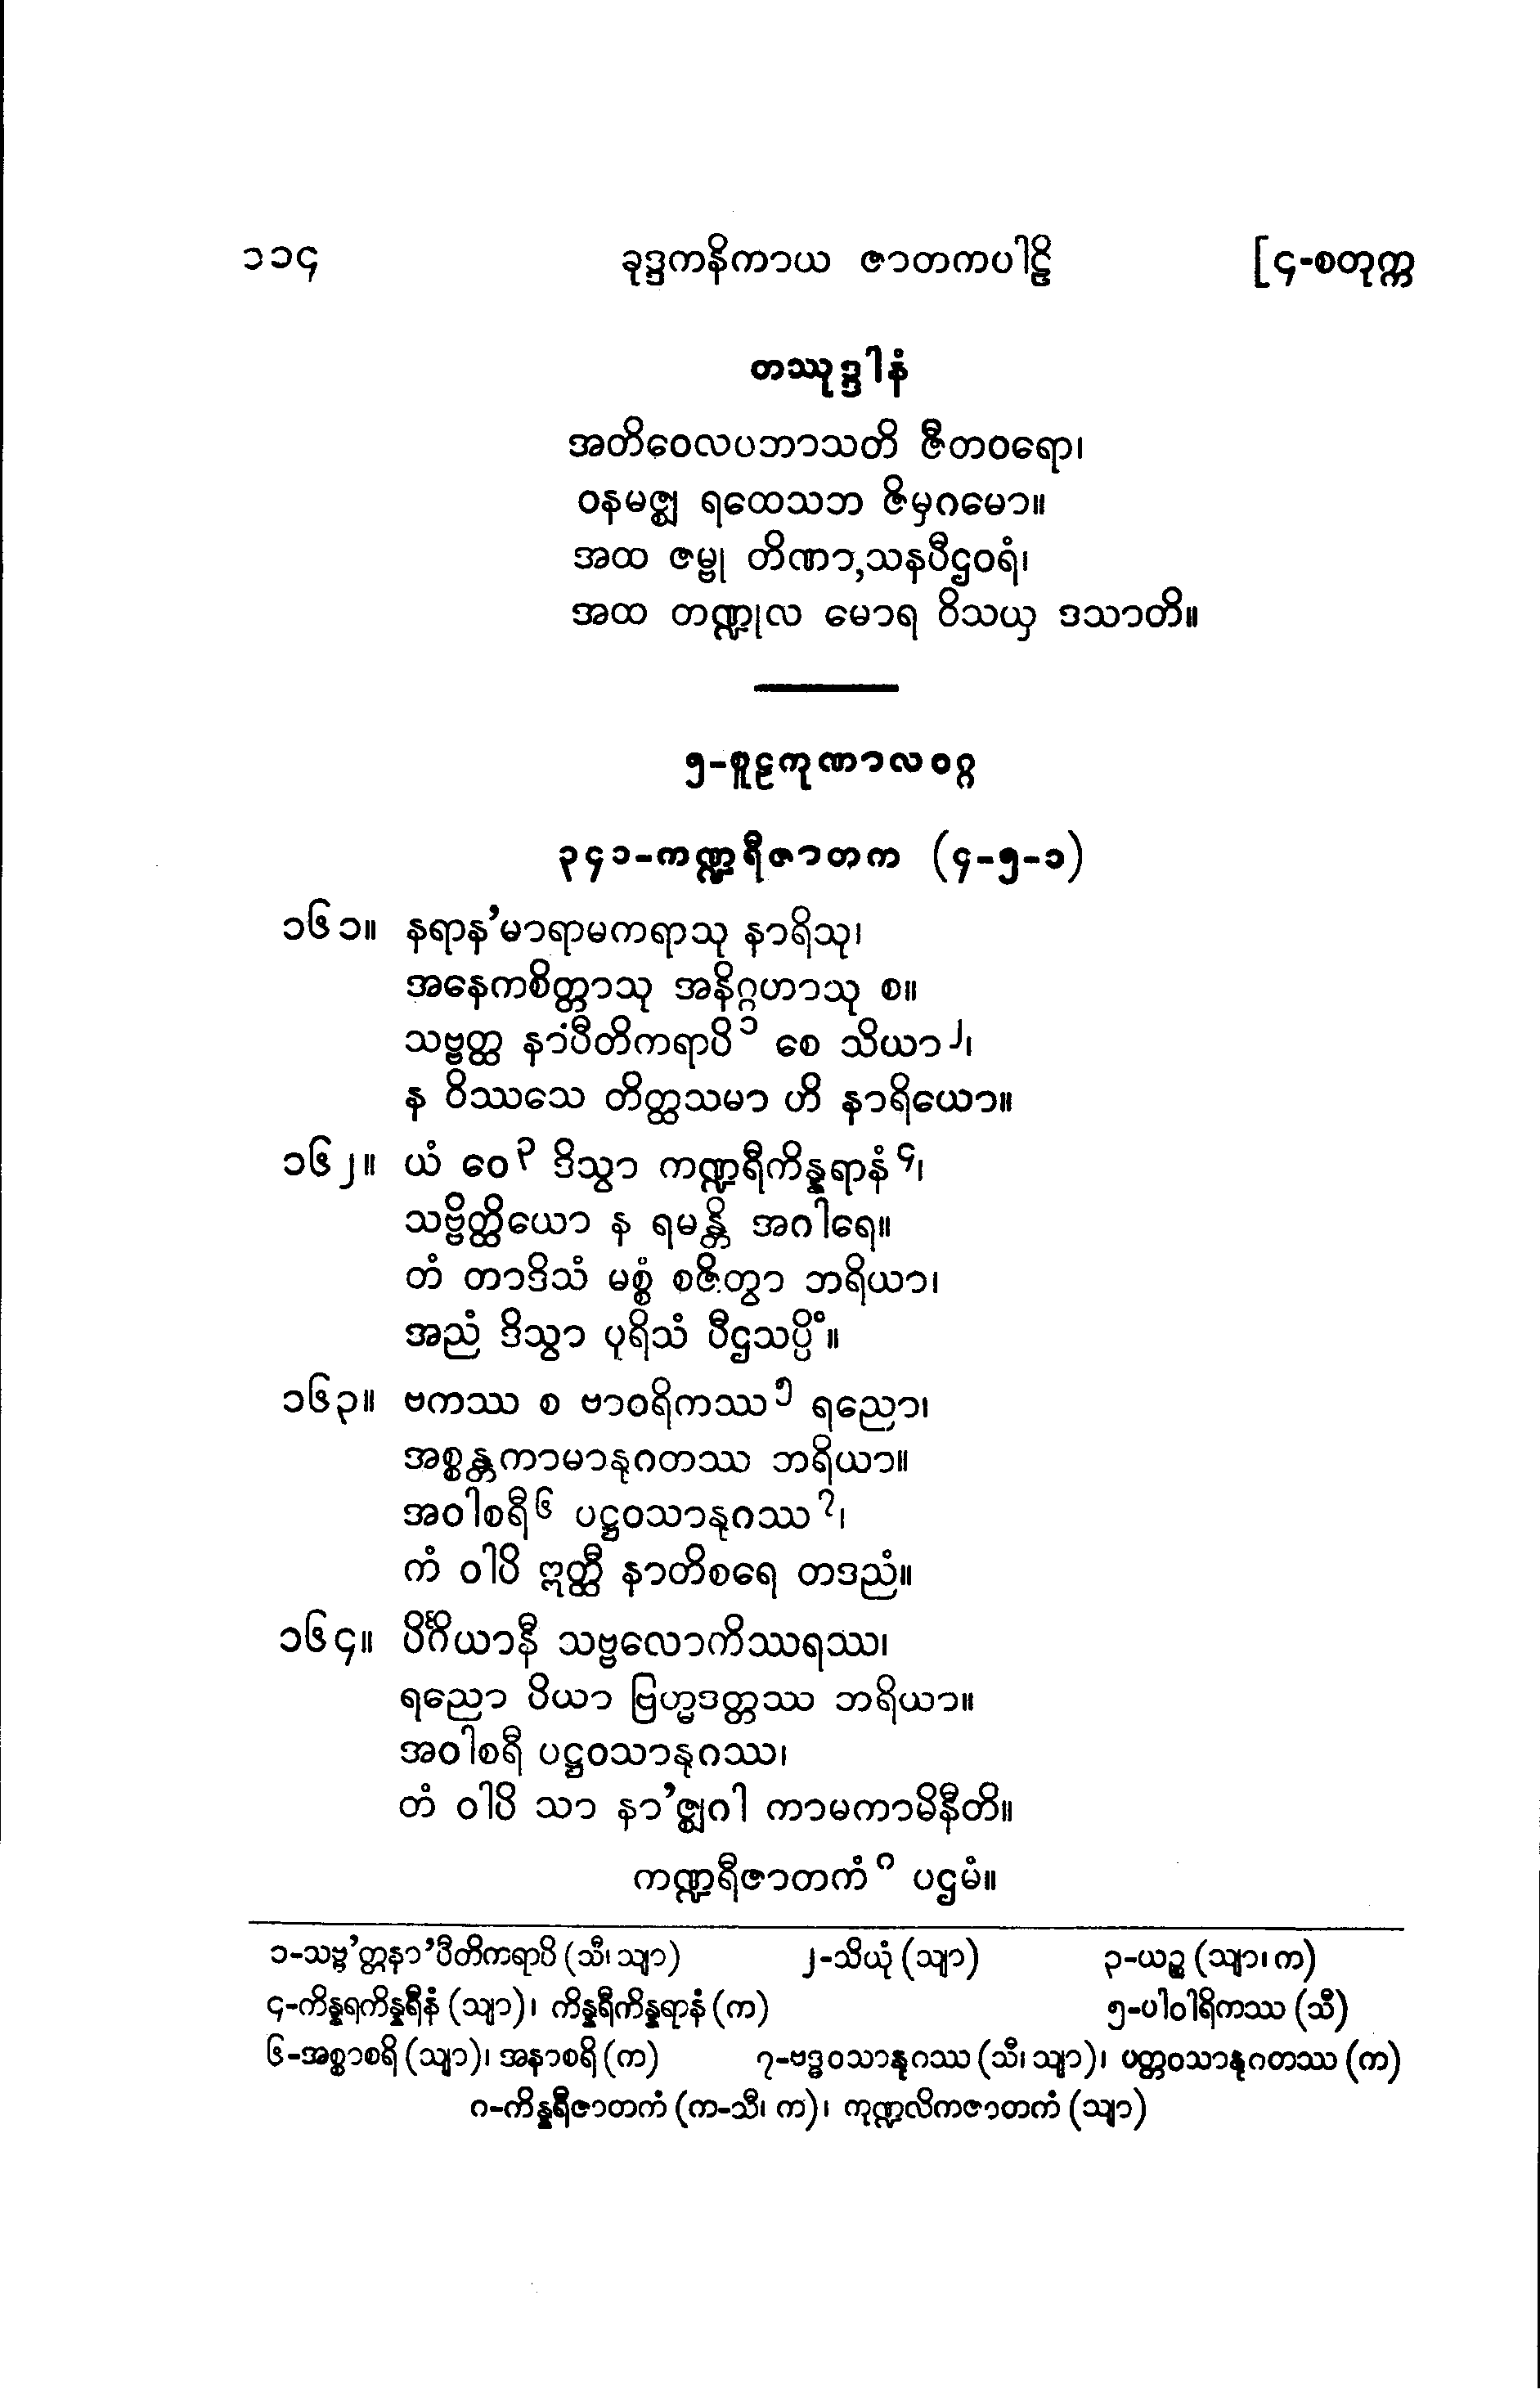 ၁၁၄ ခုဒ္ဒကနိကာယ ဇာတကပါဠိ [၄-စတုက္က
တဿုဒ္ဒါနံ
အတိဝေလပဘာသတိ ဇီတဝရော၊
ဝနမဇ္ဈ ရထေသဘ ဇိမှဂမော။
အထ ဇမ္ဗု တိဏာ,သနပီဌဝရံ၊
အထ တဏ္ဍုလ မောရ ဝိသယှ ဒသာတိ။
၅-စူဠကုဏာလဝဂ္ဂ
၃၄၁-ကဏ္ဍရီဇာတက (၄-၅-၁)
၁၆၁။ နရာန’မာရာမကရာသု နာရိသု၊
အနေကစိတ္တာသု အနိဂ္ဂဟာသု စ။
သဗ္ဗတ္ထ နာပီတိကရာပိ ၁ စေ သိယာ ၂၊
န ဝိဿသေ တိတ္ထသမာ ဟိ နာရိယော။
၁၆၂။ ယံ ဝေ ၃ ဒိသွာ ကဏ္ဍရီကိန္နရာနံ ၄၊
သဗ္ဗိတ္ထိယော န ရမန္တိ အဂါရေ။
တံ တာဒိသံ မစ္စံ စဇိတွာ ဘရိယာ၊
အညံ ဒိသွာ ပုရိသံ ပီဌသပ္ပိံ။
၁၆၃။ ဗကဿ စ ဗာဝရိကဿ ၅ ရညော၊
အစ္စန္တကာမာနုဂတဿ ဘရိယာ။
အဝါစရီ ၆ ပဋ္ဌဝသာနုဂဿ ၇၊
ကံ ဝါပိ ဣတ္ထီ နာတိစရေ တဒညံ။
၁၆၄။ ပိင်္ဂိယာနီ သဗ္ဗလောကိဿရဿ၊
ရညော ပိယာ ဗြဟ္မဒတ္တဿ ဘရိယာ။
အဝါစရီ ပဋ္ဌဝသာနုဂဿ၊
တံ ဝါပိ သာ နာ’ဇ္ဈဂါ ကာမကာမိနီတိ။
ကဏ္ဍရီဇာတကံ ဂ ပဌမံ။
၁-သဗ္ဗ’တ္တနာ’ပီတိကရာပိ (သီ၊ သျာ) ၂-သိယုံ (သျာ) ၃-ယဉ္စ (သျာ၊ က)
၄-ကိန္နရကိန္နရီနံ (သျာ)၊ ကိန္နရီကိန္နရာနံ (က) ၅-ပါဝါရိကဿ (သီ)
၆-အစ္စာစရိ (သျာ)၊ အနာစရိ (က) ၇-ဗဒ္ဓဝသာနုဂဿ (သီ၊ သျာ)၊ ပတ္တဝသာနုဂတဿ (က)
ဂ-ကိန္နရီဇာတကံ (က-သီ၊ က)၊ ကုဏ္ဍလိကဇာတကံ (သျာ)